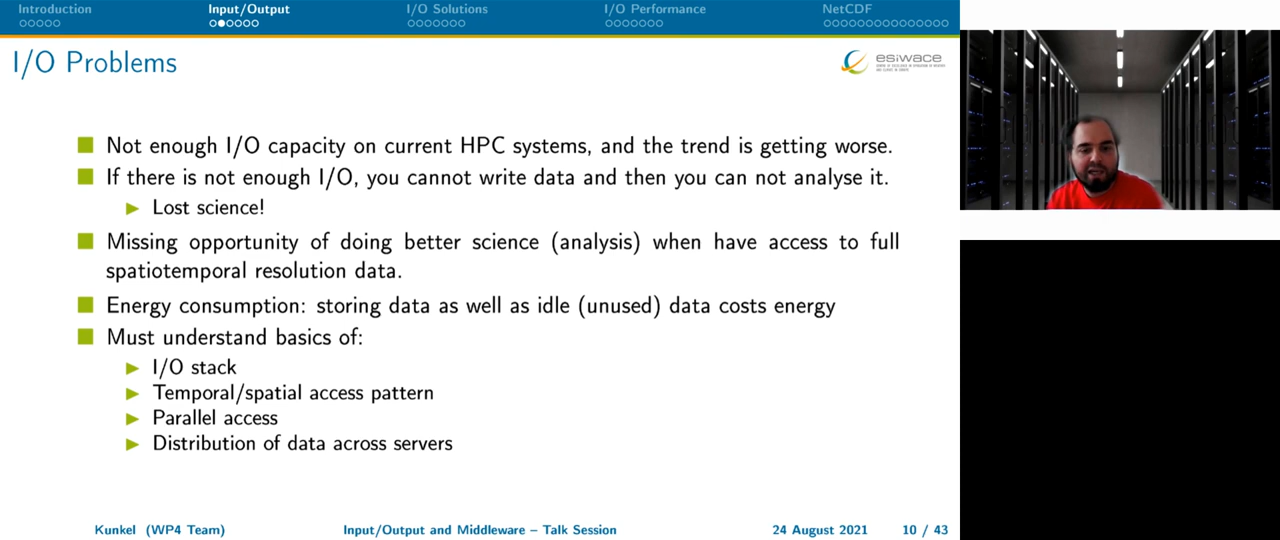 Introduction Input/Output I/O Solutions I/O Performance NetCDF
I/O Problems
esiwace
Not enough I/O capacity on current HPC systems, and the trend is getting worse.
If there is not enough I/O, you cannot write data and then you can not analyse it.
Lost science!
Missing opportunity of doing better science (analysis) when have access to full
spatiotemporal resolution data.
Energy consumption: storing data as well as idle (unused) data costs energy
Must understand basics of:
I/O stack
Temporal/spatial access pattern
Parallel access
Distribution of data across servers
Kunkel (WP4 Team) Input/Output and Middleware – Talk Session 24 August 2021 10 / 43